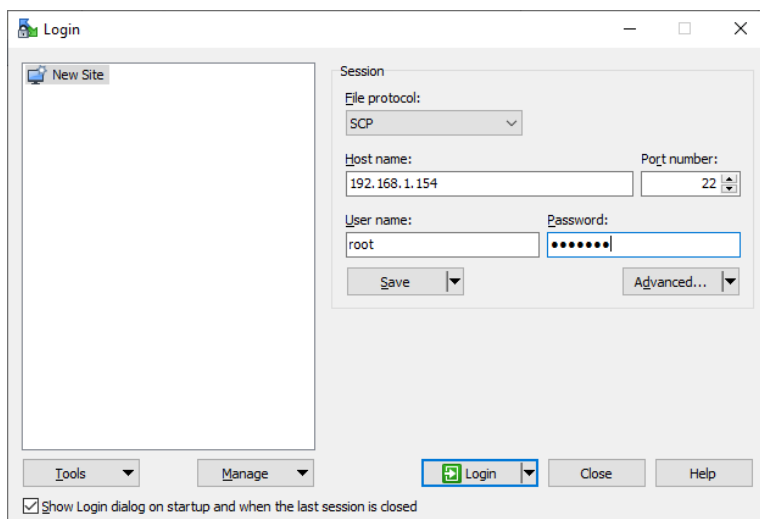 Login
New Site
Session
File protocol:
SCP
Host name:
Port number:
192.168.1.154
22
User name:
Password:
root
•••••••
Save
Advanced...
Tools
Manage
Login
Close
Help
Show Login dialog on startup and when the last session is closed